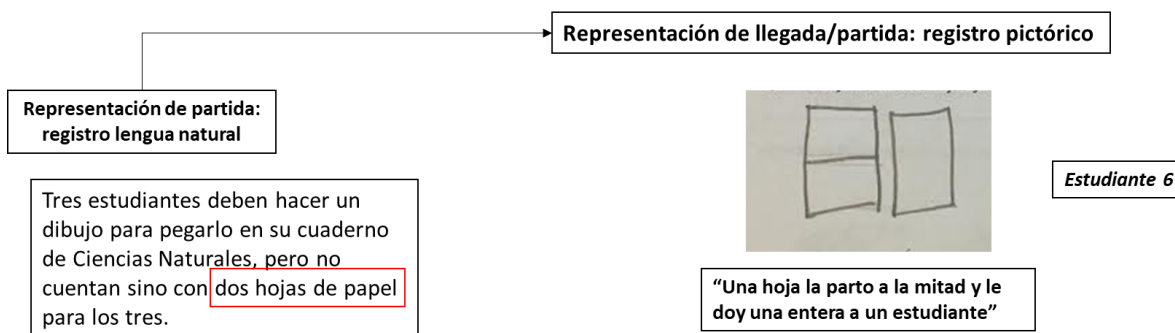 Representación de llegada/partida: registro pictórico
Representación de partida:
registro lengua natural
Estudiante 6
Tres estudiantes deben hacer un
dibujo para pegarlo en su cuaderno
de Ciencias Naturales, pero no
cuentan sino con dos hojas de papel
para los tres.
“Una hoja la parto a la mitad y le
doy una entera a un estudiante”